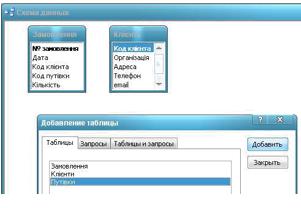 Схема данных
Замовлення
№ замовлення
Дата
Код клієнта
Код путівки
Кількість
Клієнти
Код клієнта
Організація
Адреса
Телефон
email
Добавление таблицы
Таблицы Запросы Таблицы и запросы
Добавить
Закрыть
Замовлення
Клієнти
Путівки